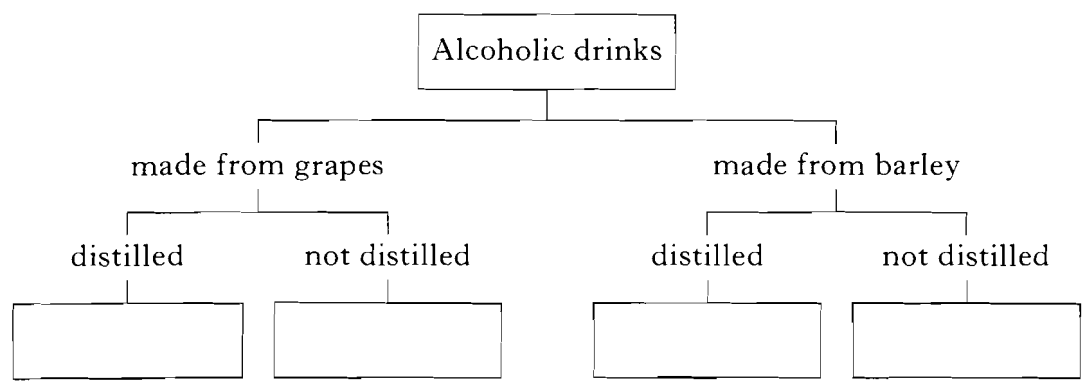 Alcoholic drinks
made from grapes
made from barley
distilled
not distilled
distilled
not distilled